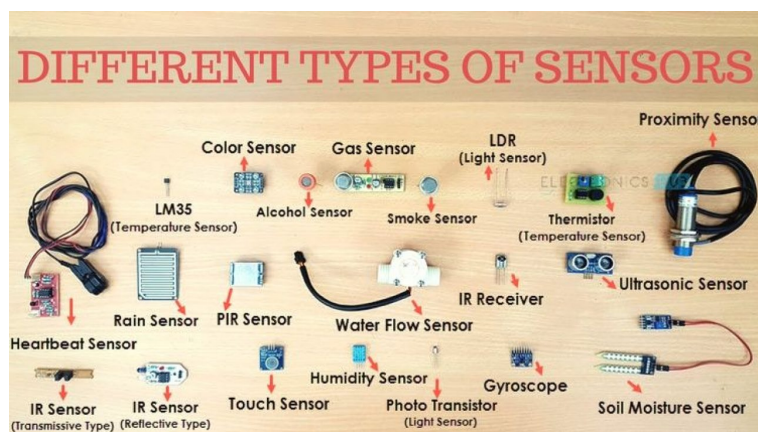 DIFFERENT TYPES OF SENSORS
Proximity Sensor
Color Sensor
Gas Sensor
LDR
(Light Sensor)
LM35
(Temperature Sensor)
Alcohol Sensor
Smoke Sensor
Thermistor
(Temperature Sensor)
Rain Sensor
PIR Sensor
Water Flow Sensor
IR Receiver
Ultrasonic Sensor
Heartbeat Sensor
IR Sensor
(Transmissive Type)
IR Sensor
(Reflective Type)
Touch Sensor
Humidity Sensor
Photo Transistor
(Light Sensor)
Gyroscope
Soil Moisture Sensor